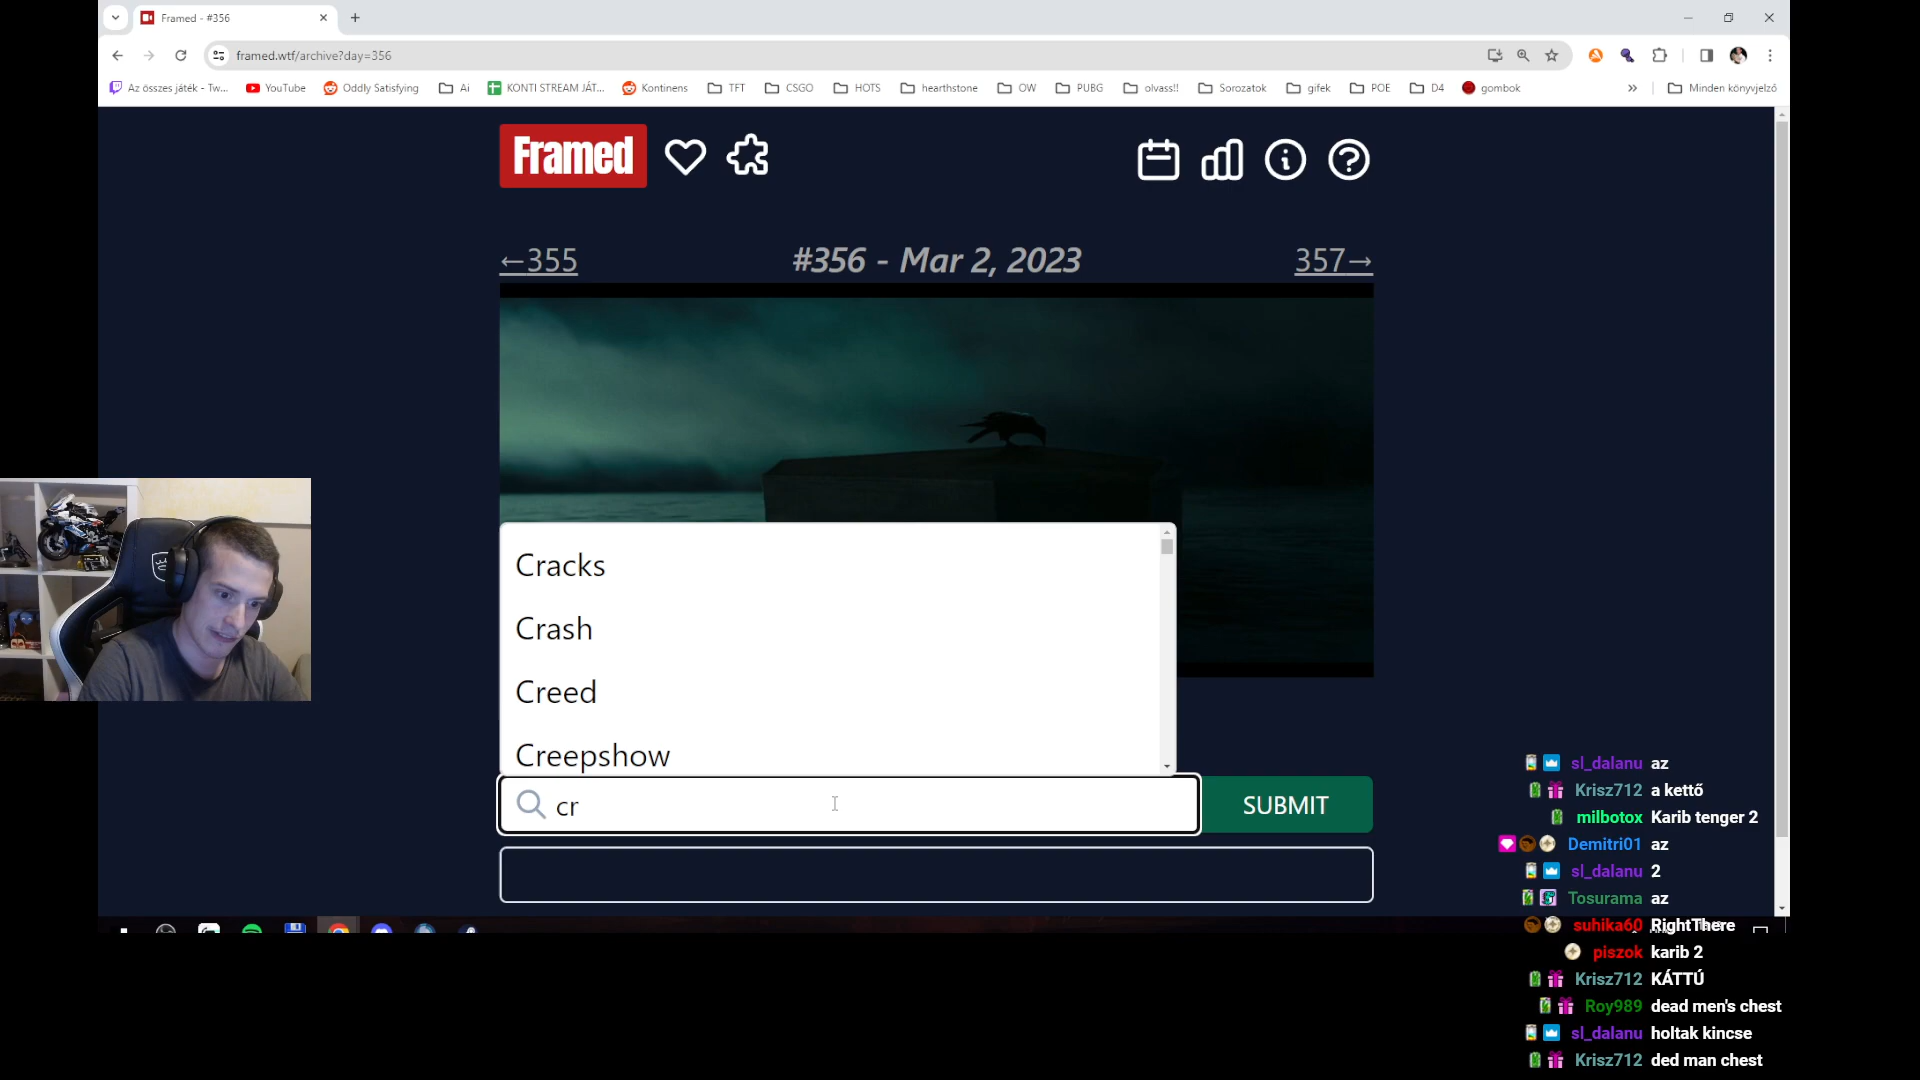 Framed - #356
framed.wtf/archive?day=356
Az összes játék - Tw...
YouTube
Oddly Satisfying
Ai
KONTI STREAM JÁT...
Kontinens
TFT
CSGO
HOTS
hearthstone
OW
PUBG
olvass!!
Sorozatok
gifek
POE
D4
gombok
Minden könyvjelző
Framed
←355
#356 - Mar 2, 2023
357→
Cracks
Crash
Creed
Creepshow
cr
SUBMIT
sl_dalanu az
Krisz712 a kettő
milbotox Karib tenger 2
Demitri01 az
sl_dalanu 2
Tosurama az
suhika60 RightThere
piszok karib 2
Krisz712 KÁTTÚ
Roy989 dead men's chest
sl_dalanu holtak kincse
Krisz712 ded man chest